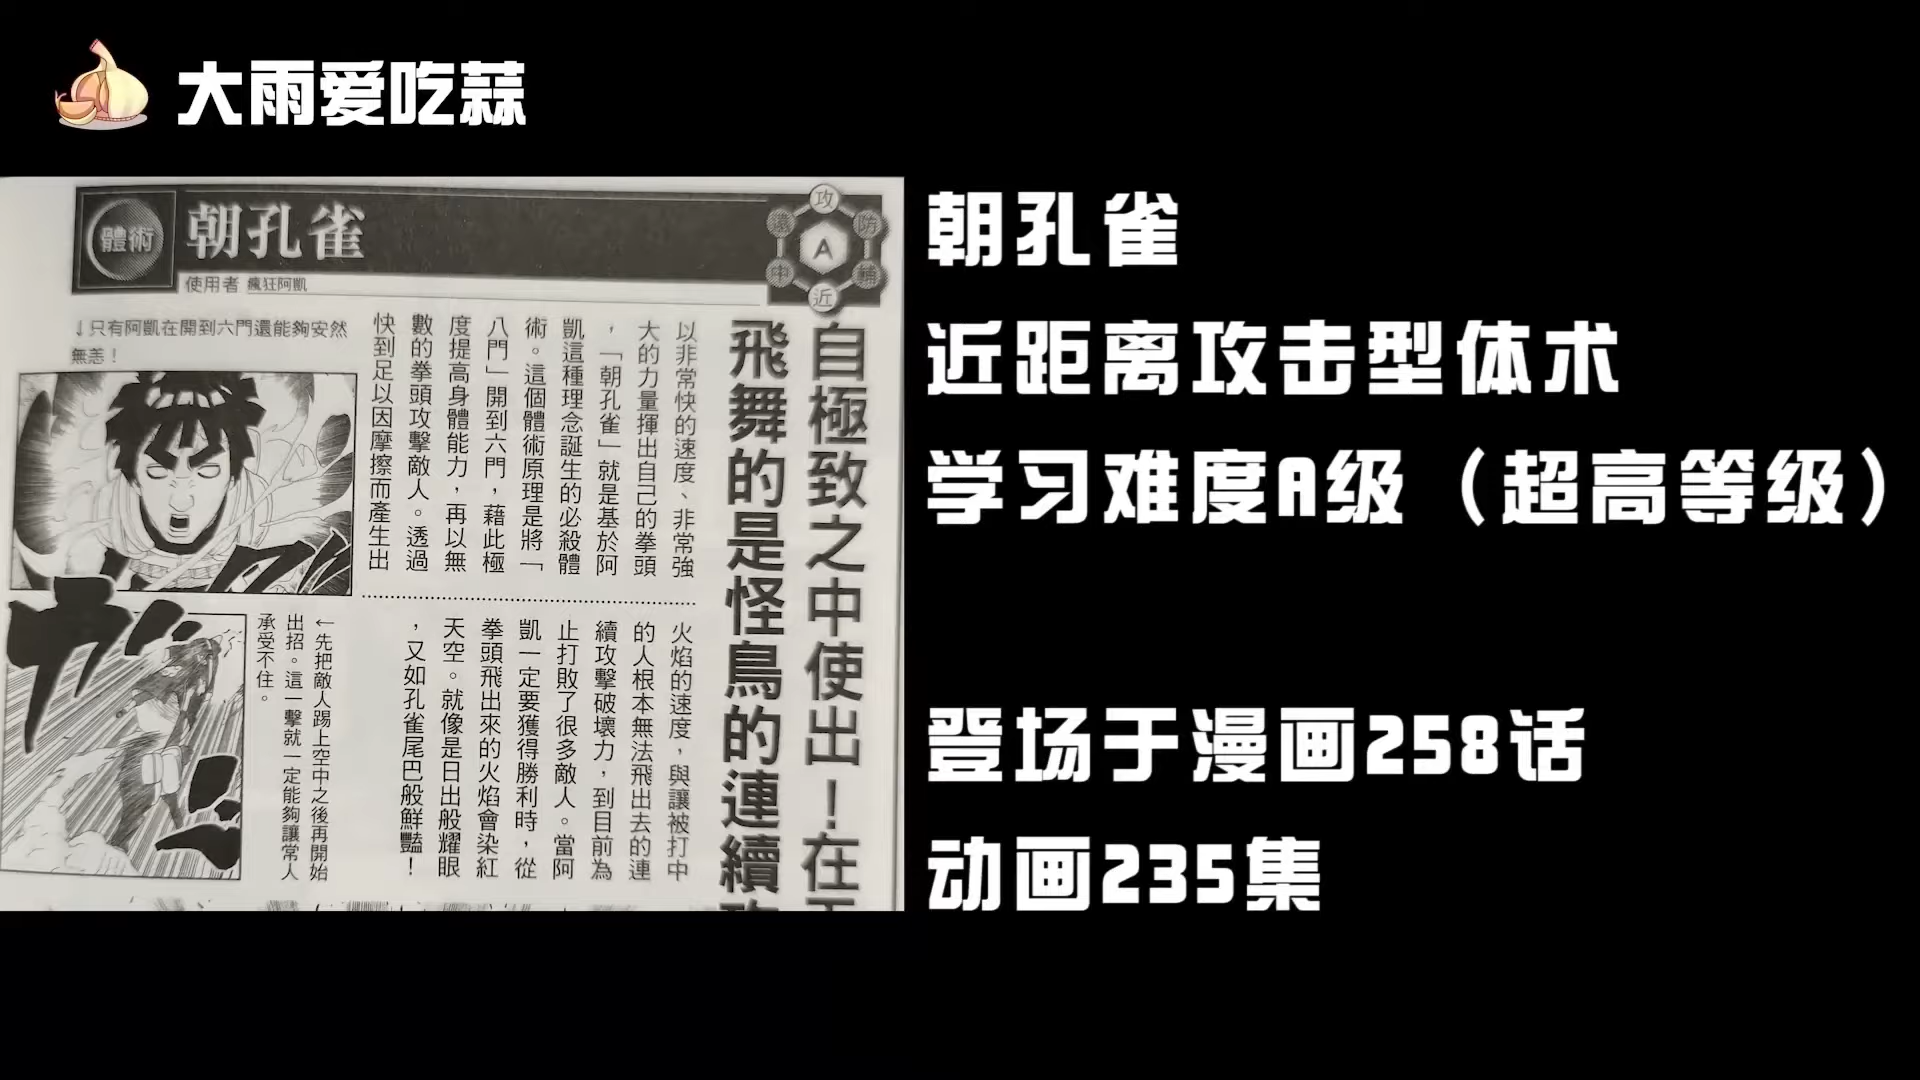 大雨爱吃蒜
體術
朝孔雀
使用者 瘋狂阿凱
攻
防
輔
近
中
遠
A
自極致之中使出！在
飛舞的是怪鳥的連續
以非常快的速度、非常強
大的力量揮出自己的拳頭
，「朝孔雀」就是基於阿
凱這種理念誕生的必殺體
術。這個體術原理是將「
八門」開到六門，藉此極
度提高身體能力，再以無
數的拳頭攻擊敵人。透過
快到足以因摩擦而產生出
火焰的速度，與讓被打中
的人根本無法飛出去的連
續攻擊破壞力，到目前為
止打敗了很多敵人。當阿
凱一定要獲得勝利時，從
拳頭飛出來的火焰會染紅
天空。就像是日出般耀眼
，又如孔雀尾巴般鮮豔！
↓只有阿凱在開到六門還能夠安然
無恙！
←先把敵人踢上空中之後再開始
出招。這一擊就一定能夠讓常人
承受不住。
朝孔雀
近距离攻击型体术
学习难度A级（超高等级）
登场于漫画258话
动画235集